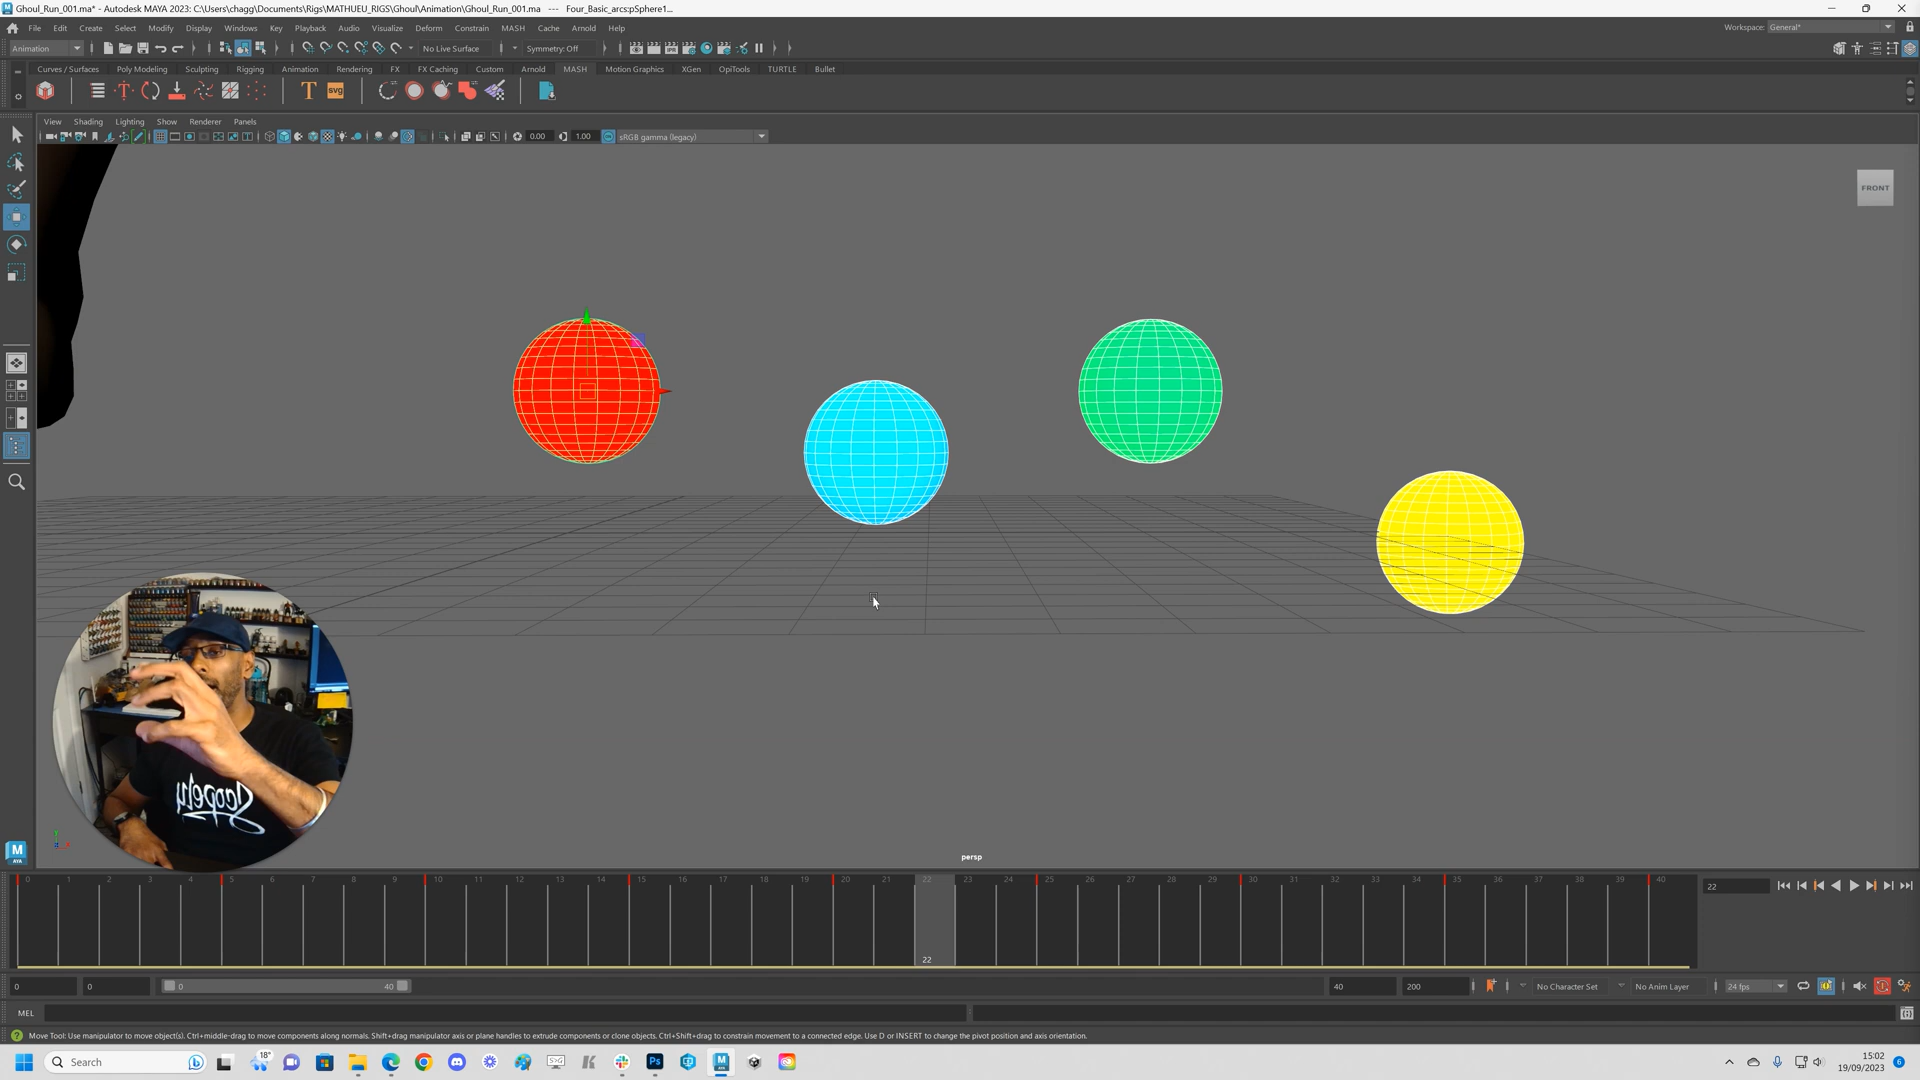 Ghoul_Run_001.ma* - Autodesk MAYA 2023: C:\Users\chagg\Documents\Rigs\MATHUEU_RIGS\Ghoul\Animation\Ghoul_Run_001.ma   ---   Four_Basic_arcs:pSphere1...
File Edit Create Select Modify Display Windows Key Playback Audio Visualize Deform Constrain MASH Cache Arnold Help
Workspace: General*
Animation No Live Surface Symmetry: Off
Curves / Surfaces Poly Modeling Sculpting Rigging Animation Rendering FX FX Caching Custom Arnold MASH Motion Graphics XGen OpiTools TURTLE Bullet
T T SVG
View Shading Lighting Show Renderer Panels
0.00 1.00 sRGB gamma (legacy)
FRONT
Scopely
M
AYA
persp
0 1 2 3 4 5 6 7 8 9 10 11 12 13 14 15 16 17 18 19 20 21 22 23 24 25 26 27 28 29 30 31 32 33 34 35 36 37 38 39 40
22
22
0 0 0 40 40 200 No Character Set No Anim Layer 24 fps
MEL
Move Tool: Use manipulator to move object(s). Ctrl+middle-drag to move components along normals. Shift+drag manipulator axis or plane handles to extrude components or clone objects. Ctrl+Shift+drag to constrain movement to a connected edge. Use D or INSERT to change the pivot position and axis orientation.
Search
18°
Ps
M
15:02
19/09/2023
6